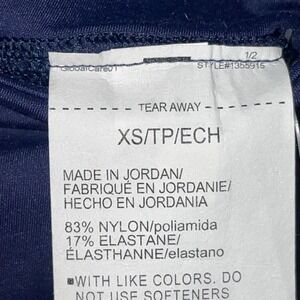 1/2
GlobalCare01 STYLE#1355915
TEAR AWAY
XS/TP/ECH
MADE IN JORDAN/
FABRIQUÉ EN JORDANIE/
HECHO EN JORDANIA
83% NYLON/poliamida
17% ELASTANE/
ÉLASTHANNE/elastano
■WITH LIKE COLORS. DO
NOT USE SOFTENERS